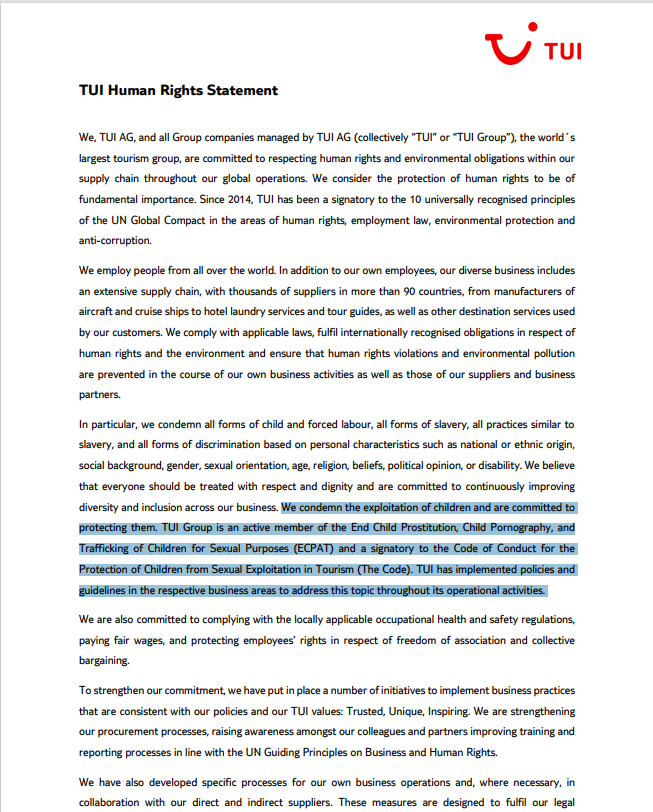 TUI
TUI Human Rights Statement
We, TUI AG, and all Group companies managed by TUI AG (collectively “TUI” or “TUI Group”), the world´s
largest tourism group, are committed to respecting human rights and environmental obligations within our
supply chain throughout our global operations. We consider the protection of human rights to be of
fundamental importance. Since 2014, TUI has been a signatory to the 10 universally recognised principles
of the UN Global Compact in the areas of human rights, employment law, environmental protection and
anti-corruption.
We employ people from all over the world. In addition to our own employees, our diverse business includes
an extensive supply chain, with thousands of suppliers in more than 90 countries, from manufacturers of
aircraft and cruise ships to hotel laundry services and tour guides, as well as other destination services used
by our customers. We comply with applicable laws, fulfil internationally recognised obligations in respect of
human rights and the environment and ensure that human rights violations and environmental pollution
are prevented in the course of our own business activities as well as those of our suppliers and business
partners.
In particular, we condemn all forms of child and forced labour, all forms of slavery, all practices similar to
slavery, and all forms of discrimination based on personal characteristics such as national or ethnic origin,
social background, gender, sexual orientation, age, religion, beliefs, political opinion, or disability. We believe
that everyone should be treated with respect and dignity and are committed to continuously improving
diversity and inclusion across our business. We condemn the exploitation of children and are committed to
protecting them. TUI Group is an active member of the End Child Prostitution, Child Pornography, and
Trafficking of Children for Sexual Purposes (ECPAT) and a signatory to the Code of Conduct for the
Protection of Children from Sexual Exploitation in Tourism (The Code). TUI has implemented policies and
guidelines in the respective business areas to address this topic throughout its operational activities.
We are also committed to complying with the locally applicable occupational health and safety regulations,
paying fair wages, and protecting employees’ rights in respect of freedom of association and collective
bargaining.
To strengthen our commitment, we have put in place a number of initiatives to implement business practices
that are consistent with our policies and our TUI values: Trusted, Unique, Inspiring. We are strengthening
our procurement processes, raising awareness amongst our colleagues and partners improving training and
reporting processes in line with the UN Guiding Principles on Business and Human Rights.
We have also developed specific processes for our own business operations and, where necessary, in
collaboration with our direct and indirect suppliers. These measures are designed to fulfil our legal